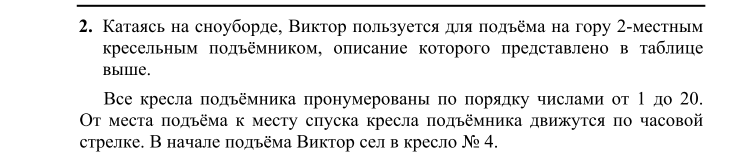 2. Катаясь на сноуборде, Виктор пользуется для подъёма на гору 2-местным
кресельным подъёмником, описание которого представлено в таблице
выше.
Все кресла подъёмника пронумерованы по порядку числами от 1 до 20.
От места подъёма к месту спуска кресла подъёмника движутся по часовой
стрелке. В начале подъёма Виктор сел в кресло № 4.